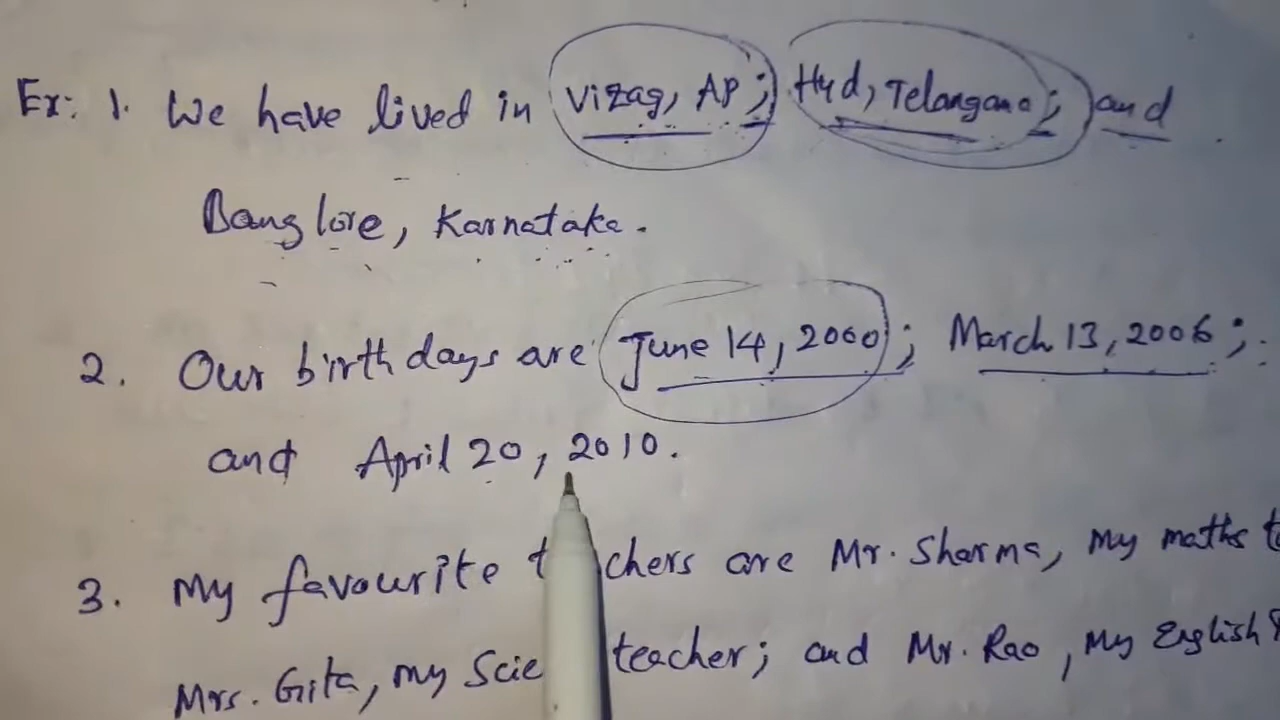 Ex: 1. We have lived in Vizag, AP; Hyd, Telangana; and
Banglore, Karnataka.
2. Our birthdays are June 14, 2000; March 13, 2006;
and April 20, 2010.
3. My favourite teachers are Mr. Sharma, My maths
Mrs. Gita, my Scie teacher; and Mr. Rao, My English